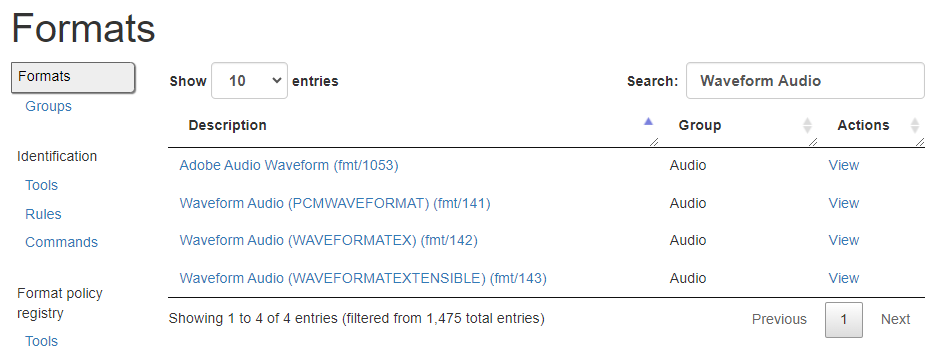 Formats
Formats
Groups
Identification
Tools
Rules
Commands
Format policy
registry
Tools
Show 10 entries
Search: Waveform Audio
Description Group Actions
Adobe Audio Waveform (fmt/1053) Audio View
Waveform Audio (PCMWAVEFORMAT) (fmt/141) Audio View
Waveform Audio (WAVEFORMATEX) (fmt/142) Audio View
Waveform Audio (WAVEFORMATEXTENSIBLE) (fmt/143) Audio View
Showing 1 to 4 of 4 entries (filtered from 1,475 total entries)
Previous 1 Next